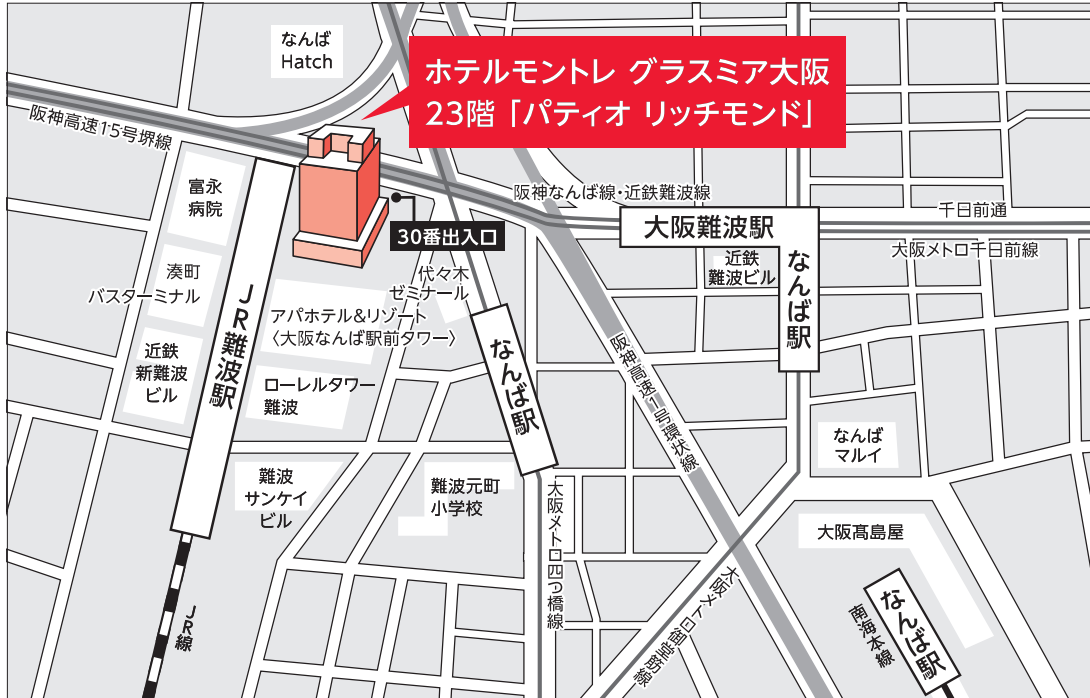 なんば
Hatch
ホテルモントレ グラスミア大阪
23階 「パティオ リッチモンド」
阪神高速15号堺線
富永
病院
30番出入口
阪神なんば線・近鉄難波線
大阪難波駅
千日前通
大阪メトロ千日前線
近鉄
難波ビル
なんば駅
湊町
バスターミナル
JR難波駅
代々木
ゼミナール
アパホテル&リゾート
〈大阪なんば駅前タワー〉
近鉄
新難波
ビル
ローレルタワー
難波
なんば駅
阪神高速1号環状線
なんば
マルイ
難波
サンケイ
ビル
難波元町
小学校
大阪メトロ四つ橋線
大阪髙島屋
大阪メトロ御堂筋線
JR線
南海本線
なんば駅